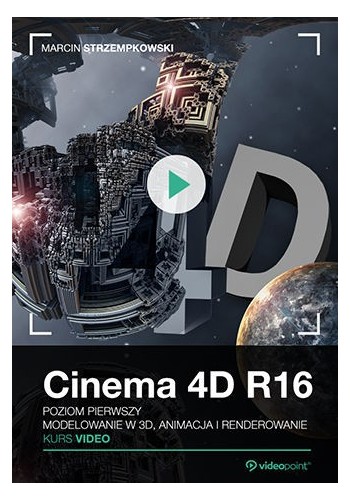 MARCIN STRZEMPKOWSKI
4D
Cinema 4D R16
POZIOM PIERWSZY
MODELOWANIE W 3D, ANIMACJA I RENDEROWANIE
KURS VIDEO
videopoint